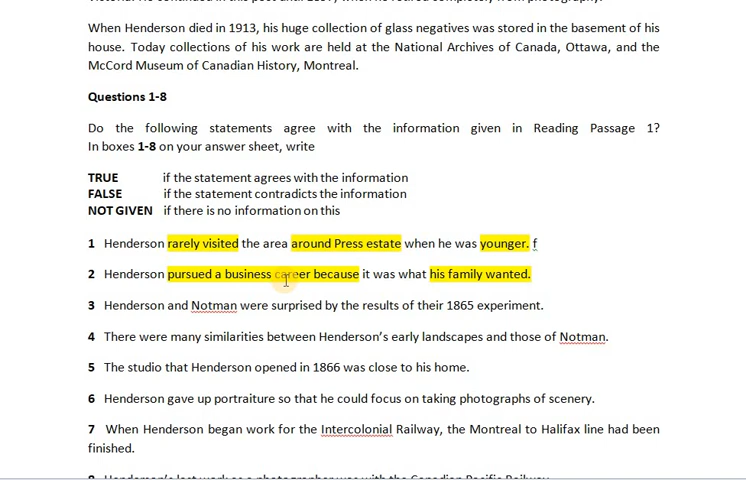 When Henderson died in 1913, his huge collection of glass negatives was stored in the basement of his
house. Today collections of his work are held at the National Archives of Canada, Ottawa, and the
McCord Museum of Canadian History, Montreal.
Questions 1-8
Do the following statements agree with the information given in Reading Passage 1?
In boxes 1-8 on your answer sheet, write
TRUE if the statement agrees with the information
FALSE if the statement contradicts the information
NOT GIVEN if there is no information on this
1 Henderson rarely visited the area around Press estate when he was younger. f
2 Henderson pursued a business career because it was what his family wanted.
3 Henderson and Notman were surprised by the results of their 1865 experiment.
4 There were many similarities between Henderson’s early landscapes and those of Notman.
5 The studio that Henderson opened in 1866 was close to his home.
6 Henderson gave up portraiture so that he could focus on taking photographs of scenery.
7 When Henderson began work for the Intercolonial Railway, the Montreal to Halifax line had been
finished.